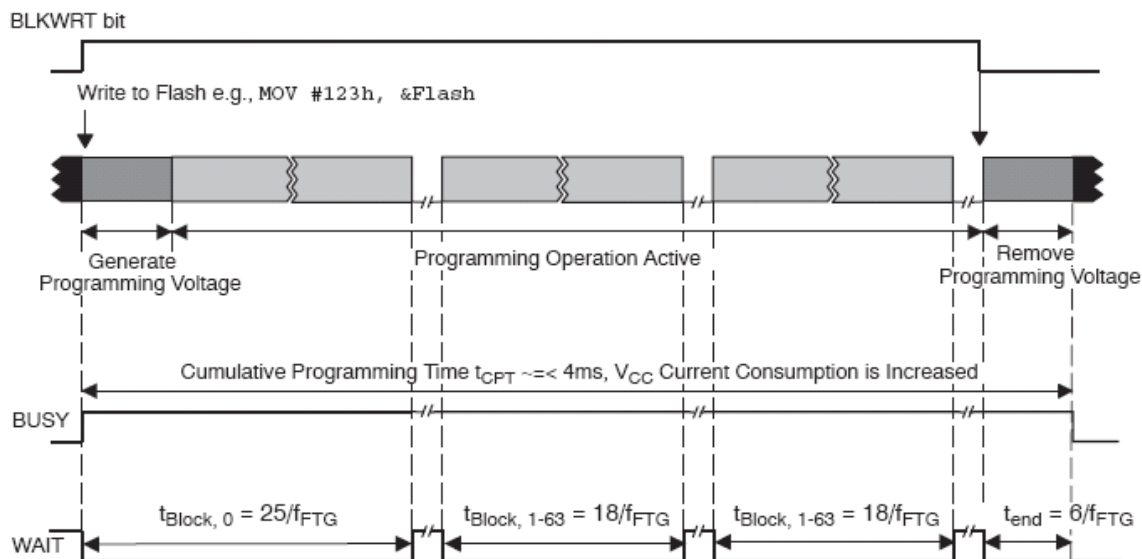 BLKWRT bit
Write to Flash e.g., MOV #123h, &Flash
Generate
Programming Voltage
Programming Operation Active
Remove
Programming Voltage
Cumulative Programming Time tCPT ~=< 4ms, VCC Current Consumption is Increased
BUSY
tBlock, 0 = 25/fFTG
tBlock, 1-63 = 18/fFTG
tBlock, 1-63 = 18/fFTG
tend = 6/fFTG
WAIT